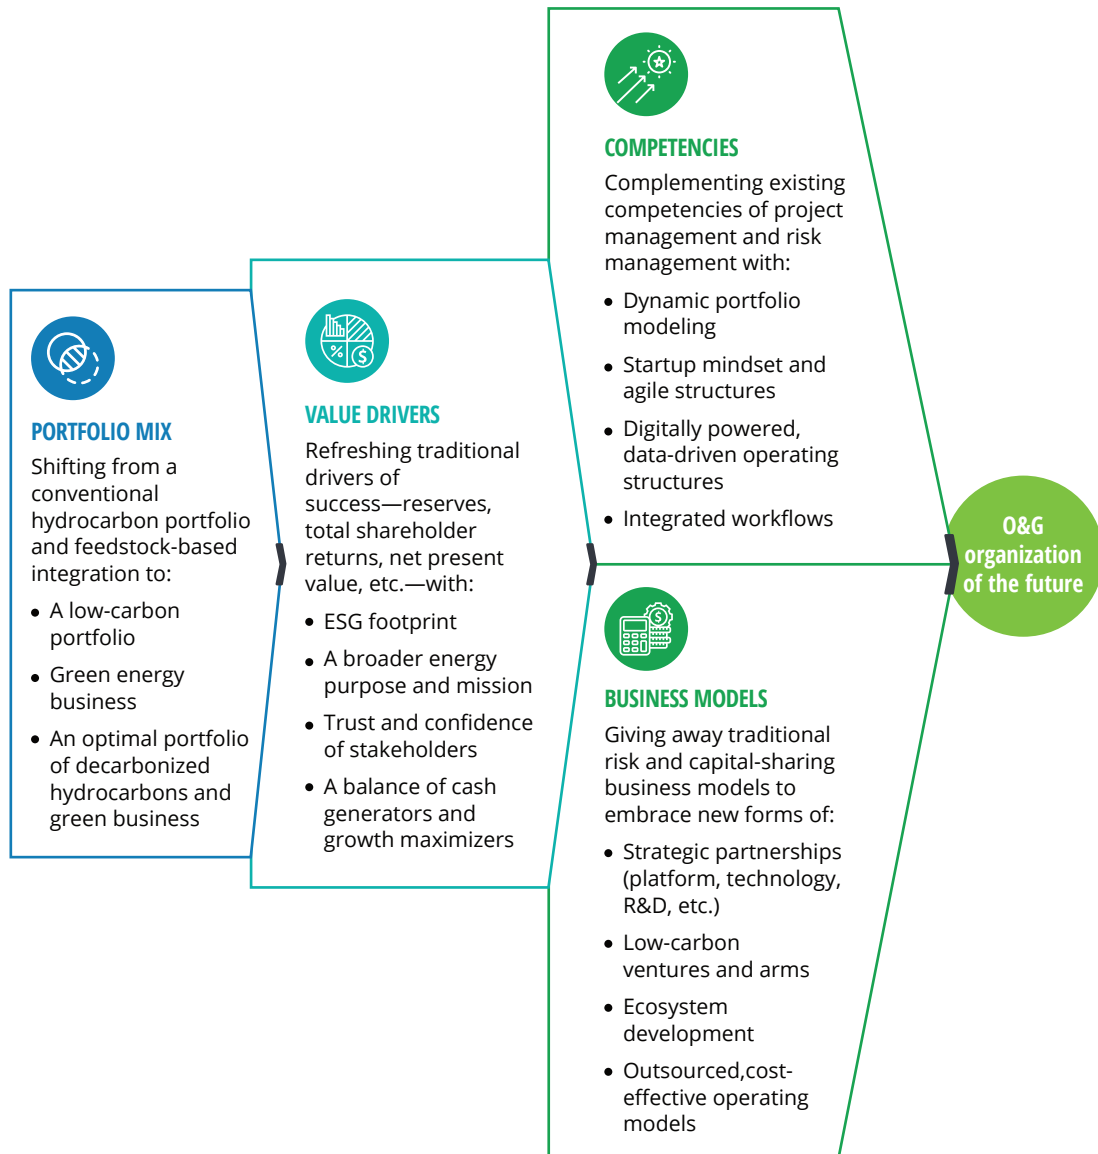 PORTFOLIO MIX
Shifting from a
conventional
hydrocarbon portfolio
and feedstock-based
integration to:
• A low-carbon
portfolio
• Green energy
business
• An optimal portfolio
of decarbonized
hydrocarbons and
green business
VALUE DRIVERS
Refreshing traditional
drivers of
success—reserves,
total shareholder
returns, net present
value, etc.—with:
• ESG footprint
• A broader energy
purpose and mission
• Trust and confidence
of stakeholders
• A balance of cash
generators and
growth maximizers
COMPETENCIES
Complementing existing
competencies of project
management and risk
management with:
• Dynamic portfolio
modeling
• Startup mindset and
agile structures
• Digitally powered,
data-driven operating
structures
• Integrated workflows
BUSINESS MODELS
Giving away traditional
risk and capital-sharing
business models to
embrace new forms of:
• Strategic partnerships
(platform, technology,
R&D, etc.)
• Low-carbon
ventures and arms
• Ecosystem
development
• Outsourced,cost-
effective operating
models
O&G
organization
of the future